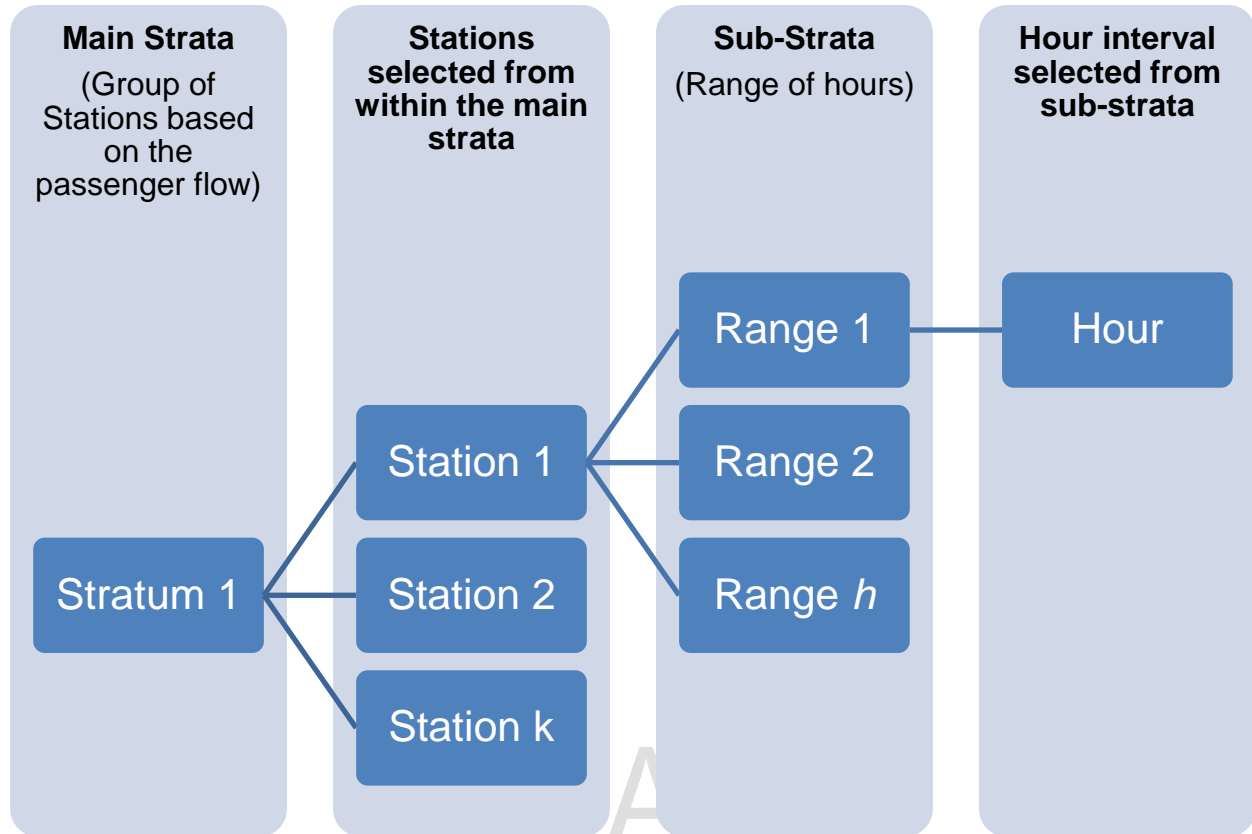 Main Strata
(Group of
Stations based
on the
passenger flow)
Stations
selected from
within the main
strata
Sub-Strata
(Range of hours)
Hour interval
selected from
sub-strata
Stratum 1
Station 1
Station 2
Station k
Range 1
Range 2
Range h
Hour